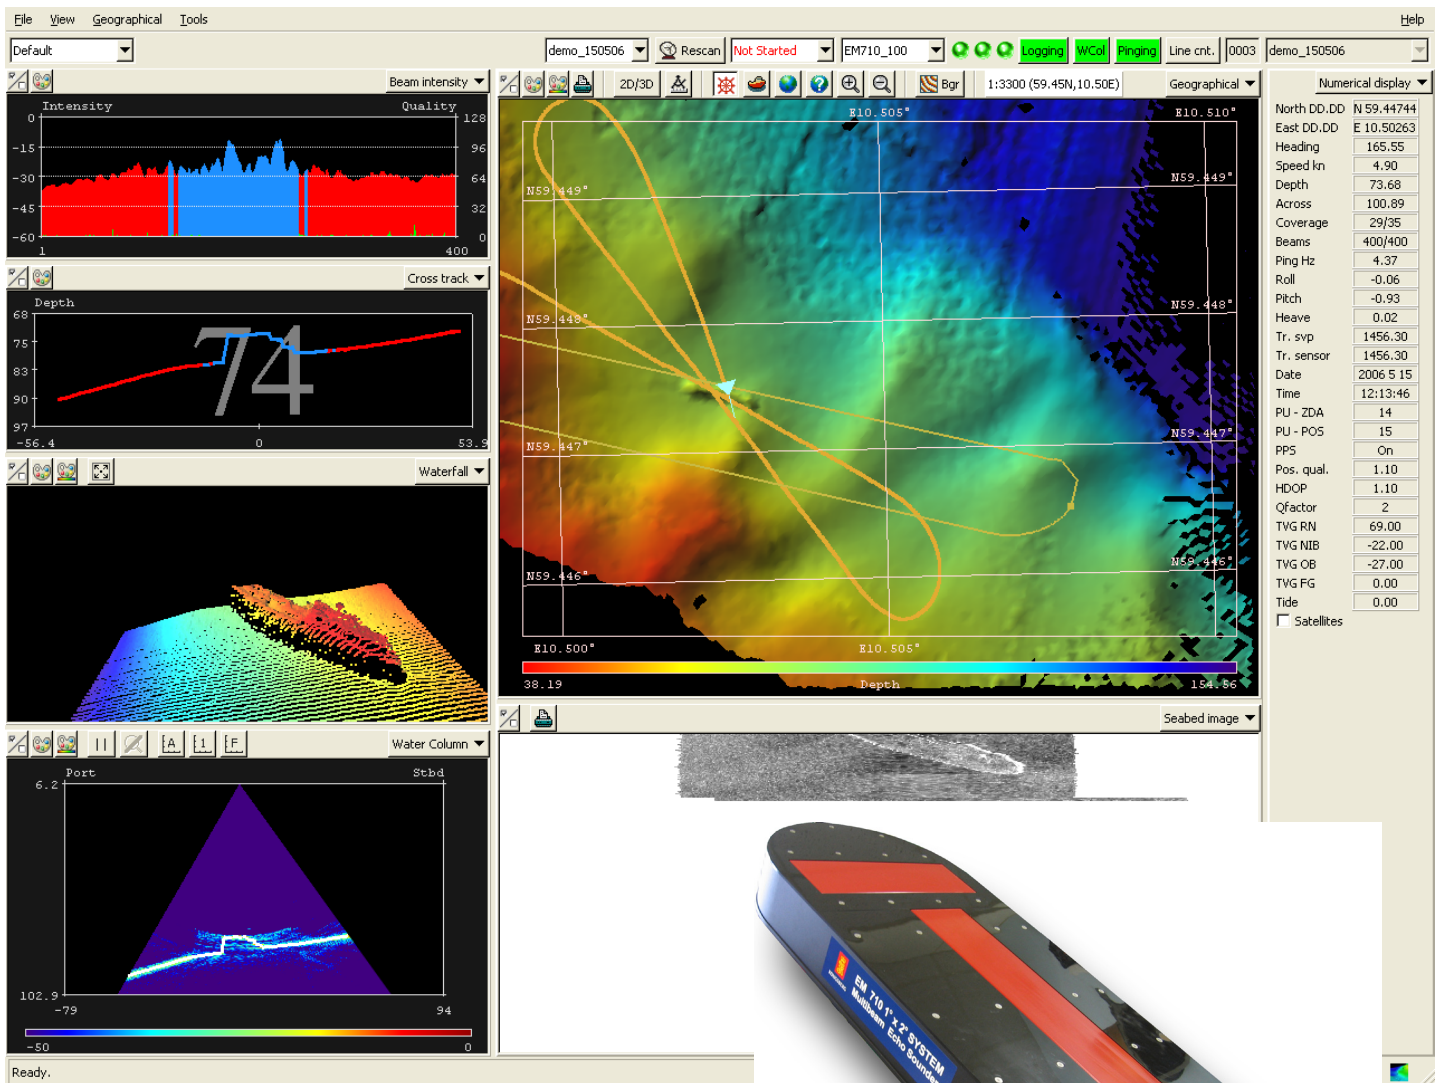 File View Geographical Tools Help
Default demo_150506 Rescan Not Started EM710_100 Logging WCol Pinging Line cnt. 0003 demo_150506
Beam intensity
Intensity Quality
0 128
-15 96
-30 64
-45 32
-60 0
1 400
Cross track
Depth
68
75
83
90
97
74
-56.4 0 53.9
Waterfall
A 1 F Water Column
Port Stbd
6.2
102.9
-79 94
-50 0
2D/3D Bgr 1:3300 (59.45N,10.50E) Geographical
E10.505° E10.510°
N59.449° N59.449°
N59.448° N59.448°
N59.447° N59.447°
N59.446° N59.446°
E10.500° E10.505°
38.19 Depth 154.56
Seabed image
EM 710 1° x 2° SYSTEM
Multibeam Echo Sounder
Numerical display
North DD.DD N 59.44744
East DD.DD E 10.50263
Heading 165.55
Speed kn 4.90
Depth 73.68
Across 100.89
Coverage 29/35
Beams 400/400
Ping Hz 4.37
Roll -0.06
Pitch -0.93
Heave 0.02
Tr. svp 1456.30
Tr. sensor 1456.30
Date 2006 5 15
Time 12:13:46
PU - ZDA 14
PU - POS 15
PPS On
Pos. qual. 1.10
HDOP 1.10
Qfactor 2
TVG RN 69.00
TVG NIB -22.00
TVG OB -27.00
TVG FG 0.00
Tide 0.00
Satellites
Ready.